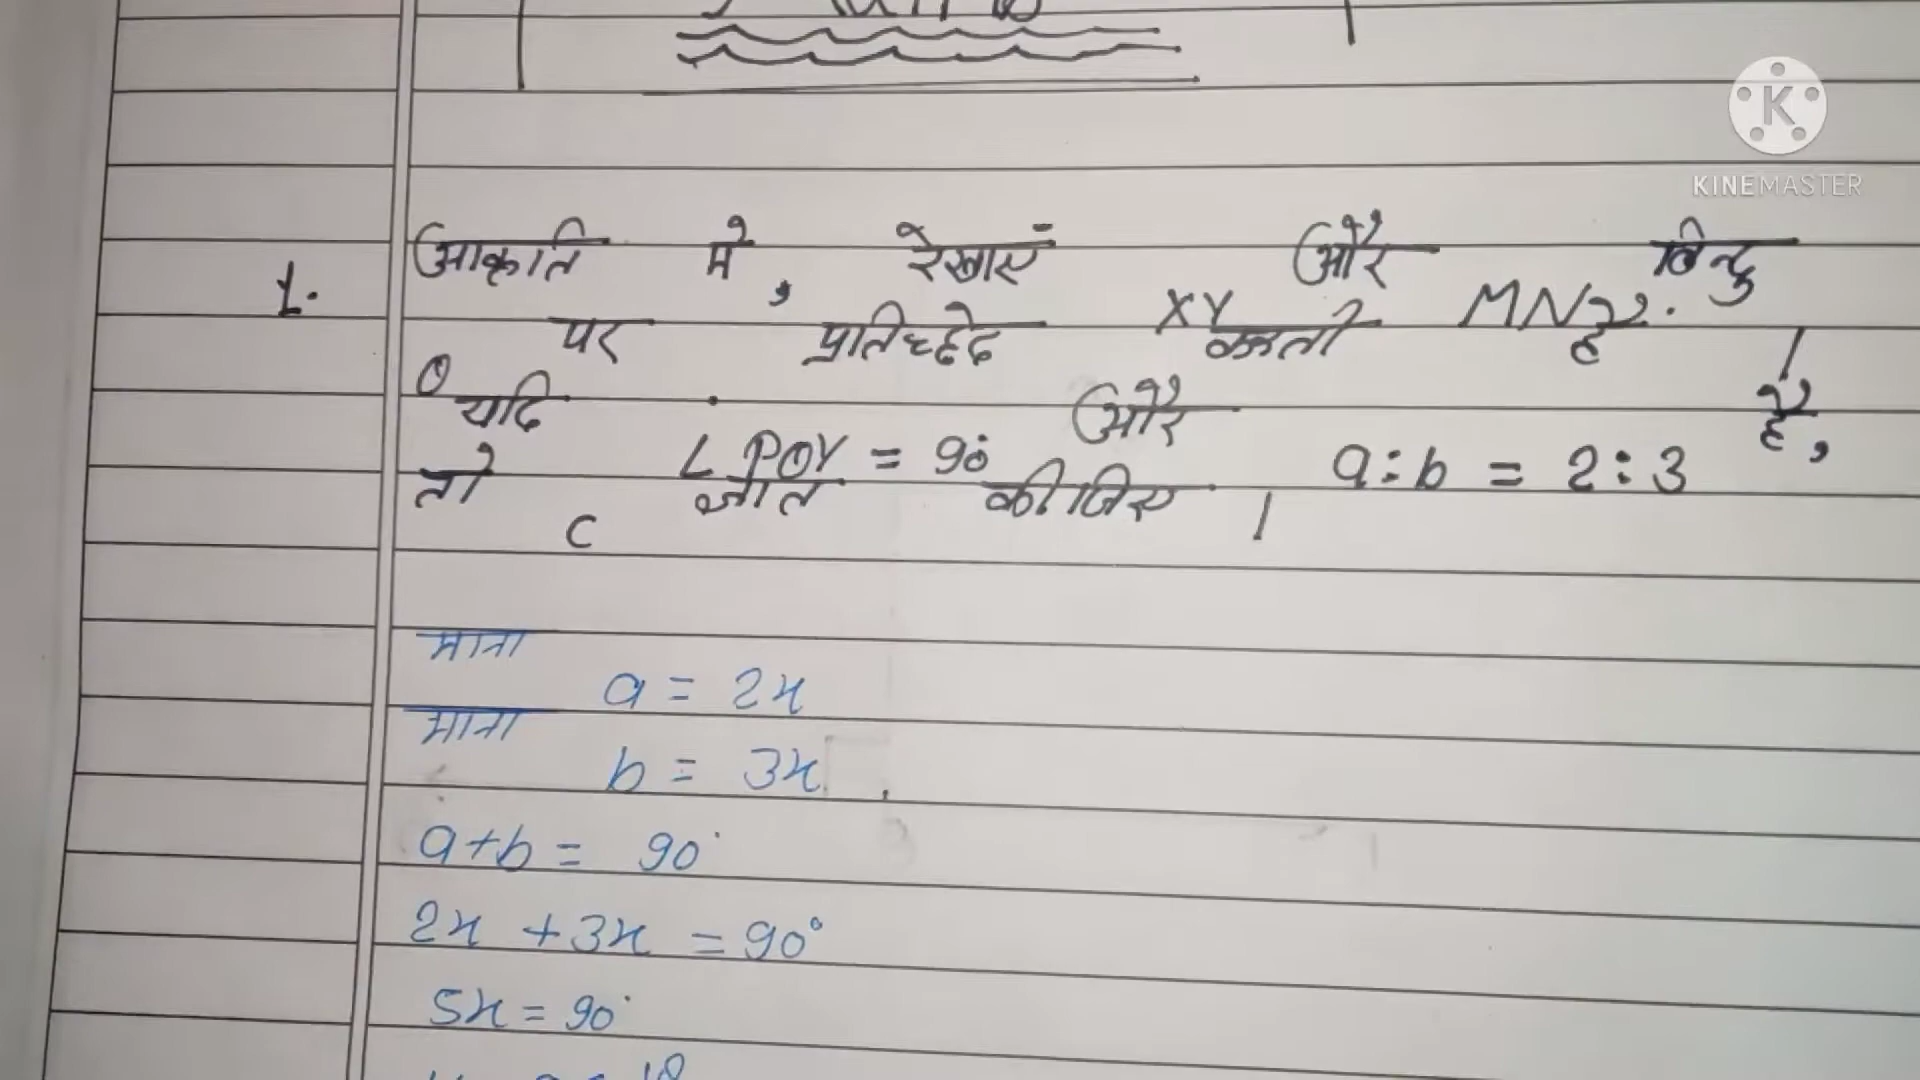 KINEMASTER
1. आकृति में, रेखाएं XY और MN बिन्दु
O पर प्रतिच्छेद करती है।
यदि ∠POY = 90° और a:b = 2:3 है,
तो c ज्ञात कीजिए।
माना a = 2x
माना b = 3x
a+b = 90°
2x + 3x = 90°
5x = 90°